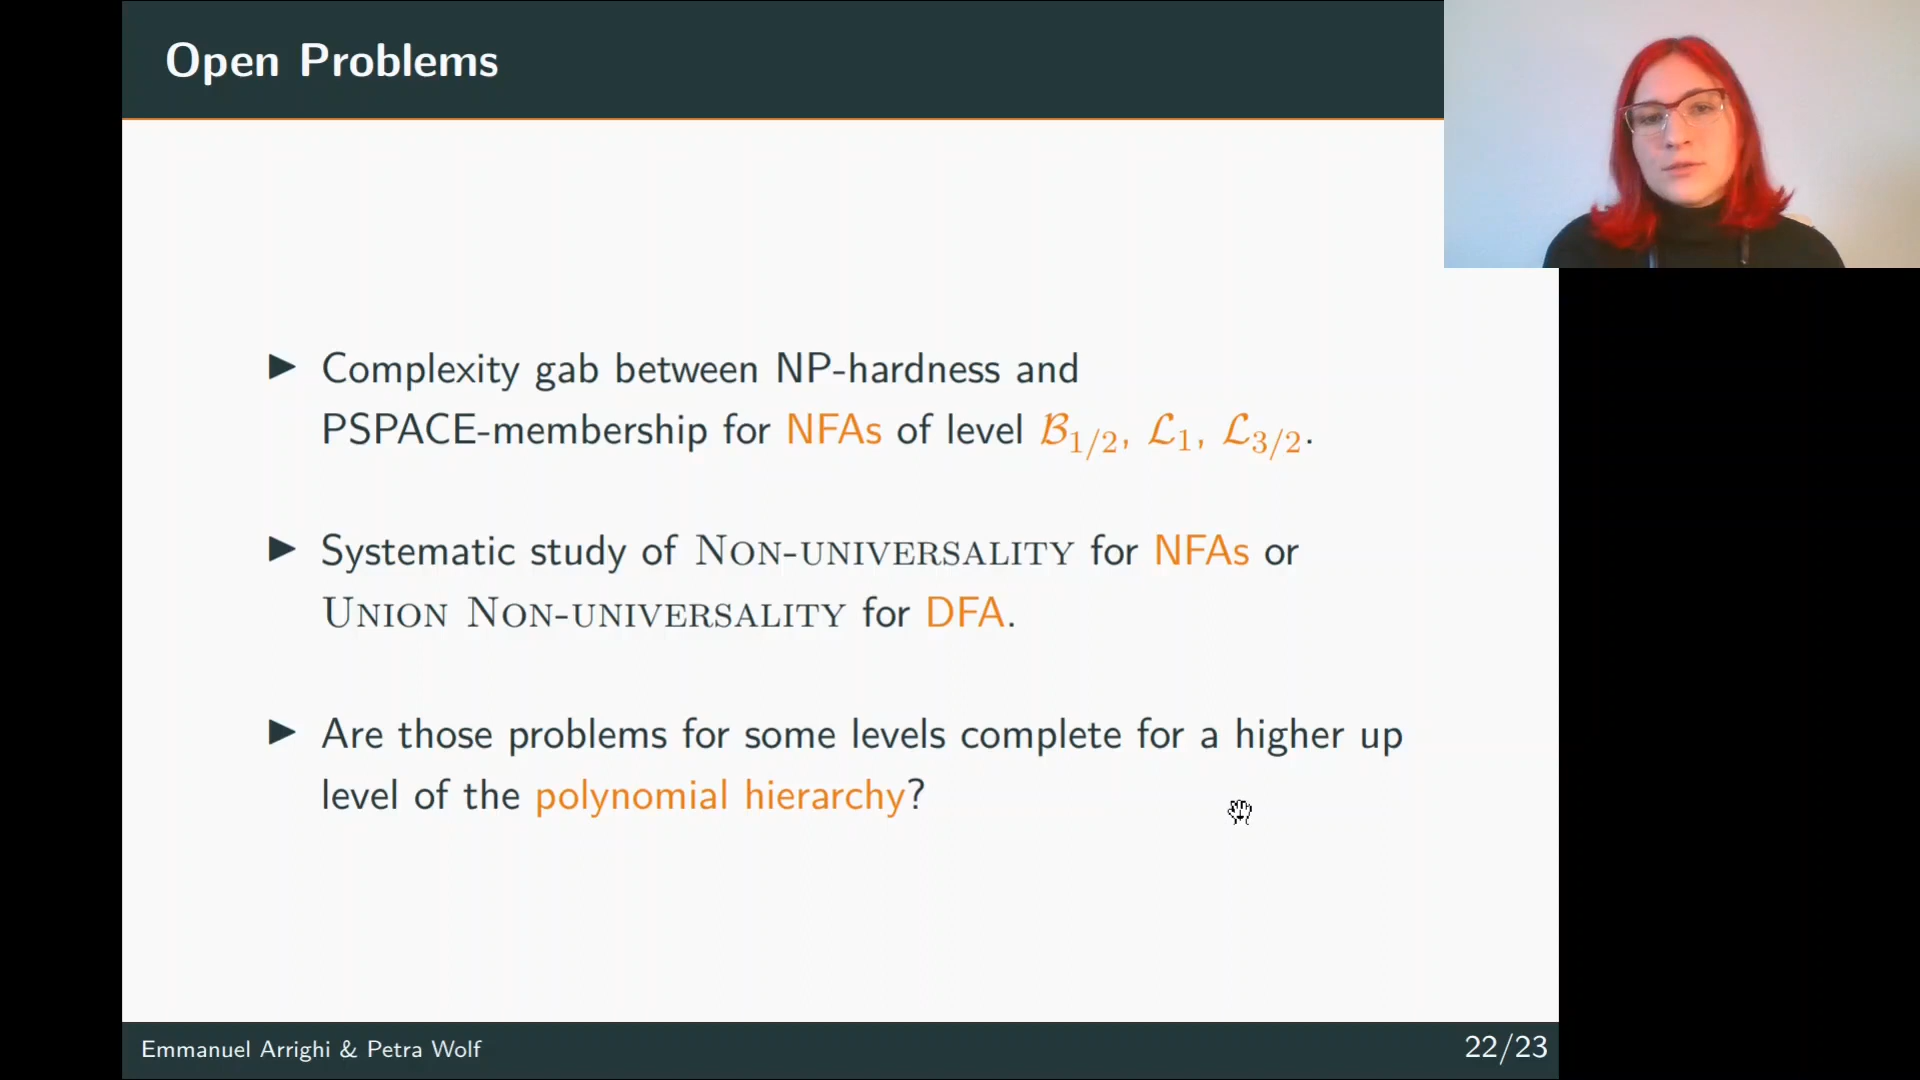 Open Problems
Complexity gab between NP-hardness and
PSPACE-membership for NFAs of level B1/2, L1, L3/2.
Systematic study of NON-UNIVERSALITY for NFAs or
UNION NON-UNIVERSALITY for DFA.
Are those problems for some levels complete for a higher up
level of the polynomial hierarchy?
Emmanuel Arrighi & Petra Wolf
22/23